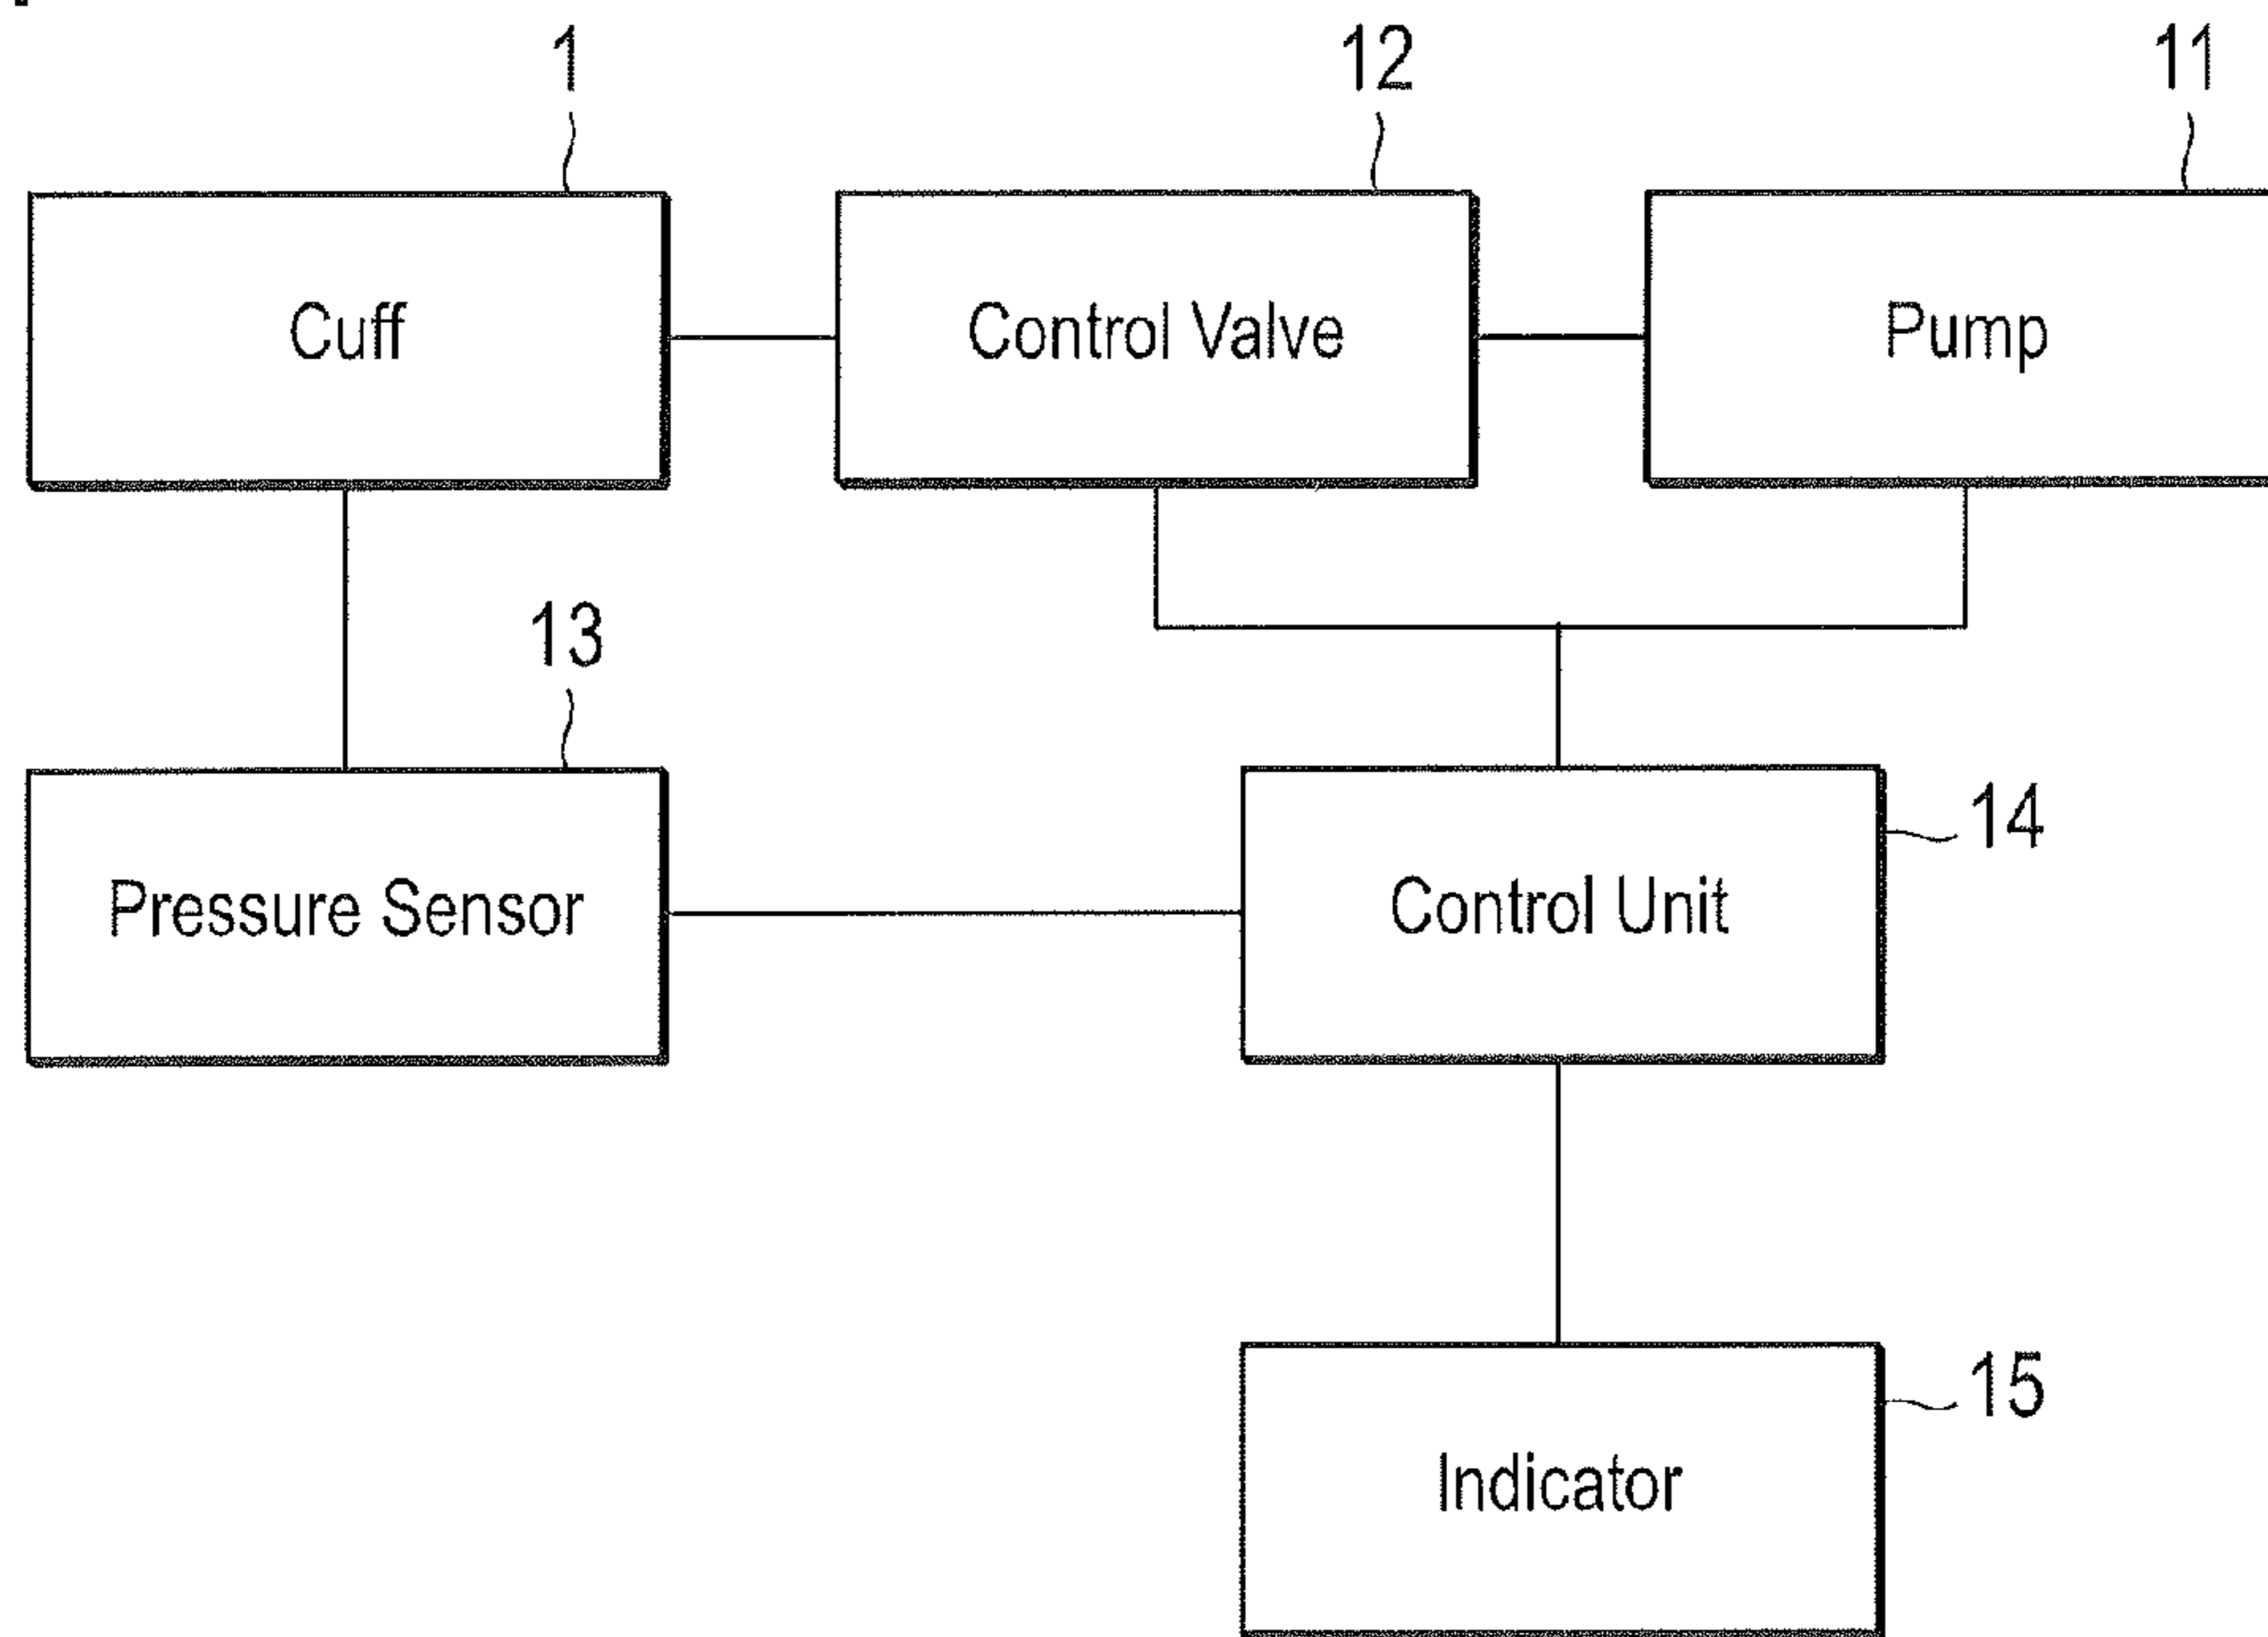 1
12
11
Cuff
Control Valve
Pump
13
14
Pressure Sensor
Control Unit
15
Indicator